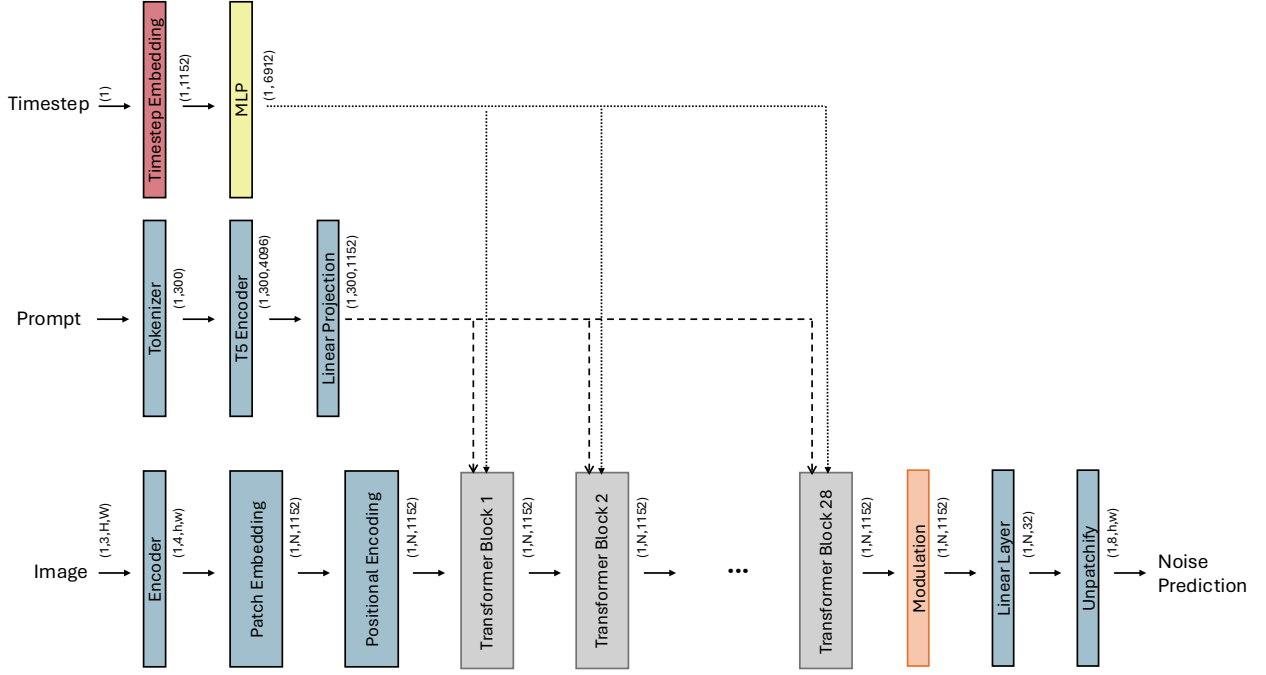 Timestep
(1)
Timestep Embedding
(1,1152)
MLP
(1, 6912)
Prompt
Tokenizer
(1,300)
T5 Encoder
(1,300,4096)
Linear Projection
(1,300,1152)
Image
(1,3,H,W)
Encoder
(1,4,h,w)
Patch Embedding
(1,N,1152)
Positional Encoding
(1,N,1152)
Transformer Block 1
(1,N,1152)
Transformer Block 2
(1,N,1152)
...
Transformer Block 28
(1,N,1152)
Modulation
(1,N,1152)
Linear Layer
(1,N,32)
Unpatchify
(1,8,h,w)
Noise
Prediction